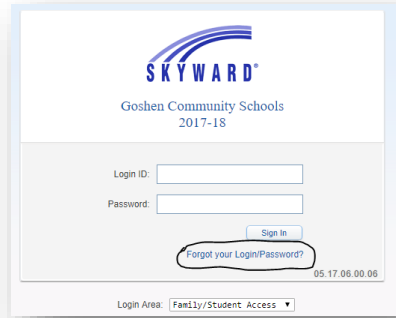 SKYWARD®
Goshen Community Schools
2017-18
Login ID:
Password:
Sign In
Forgot your Login/Password?
05.17.06.00.06
Login Area: Family/Student Access ▼